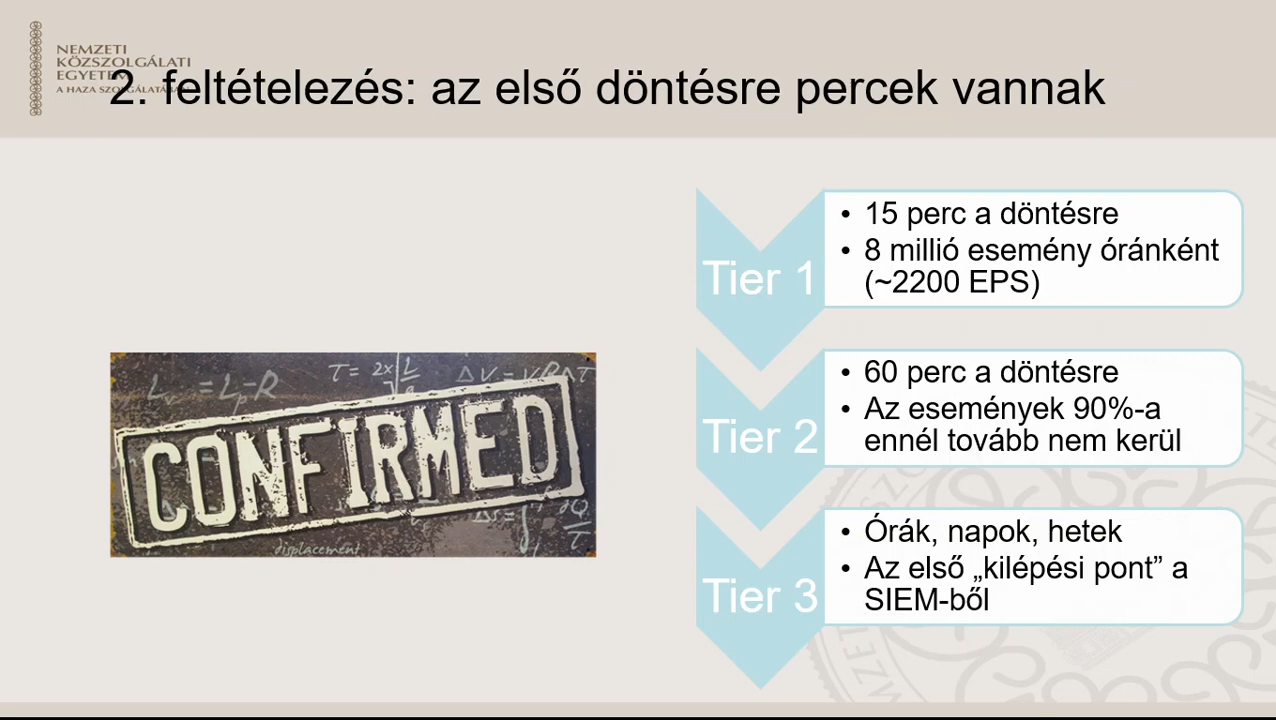 NEMZETI
KÖZSZOLGÁLATI
EGYETEM
A HAZA SZOLGÁLATÁBAN
2. feltételezés: az első döntésre percek vannak
Tier 1
• 15 perc a döntésre
• 8 millió esemény óránként
(~2200 EPS)
Tier 2
• 60 perc a döntésre
• Az események 90%-a
ennél tovább nem kerül
Tier 3
• Órák, napok, hetek
• Az első „kilépési pont” a
SIEM-ből
CONFIRMED
displacement